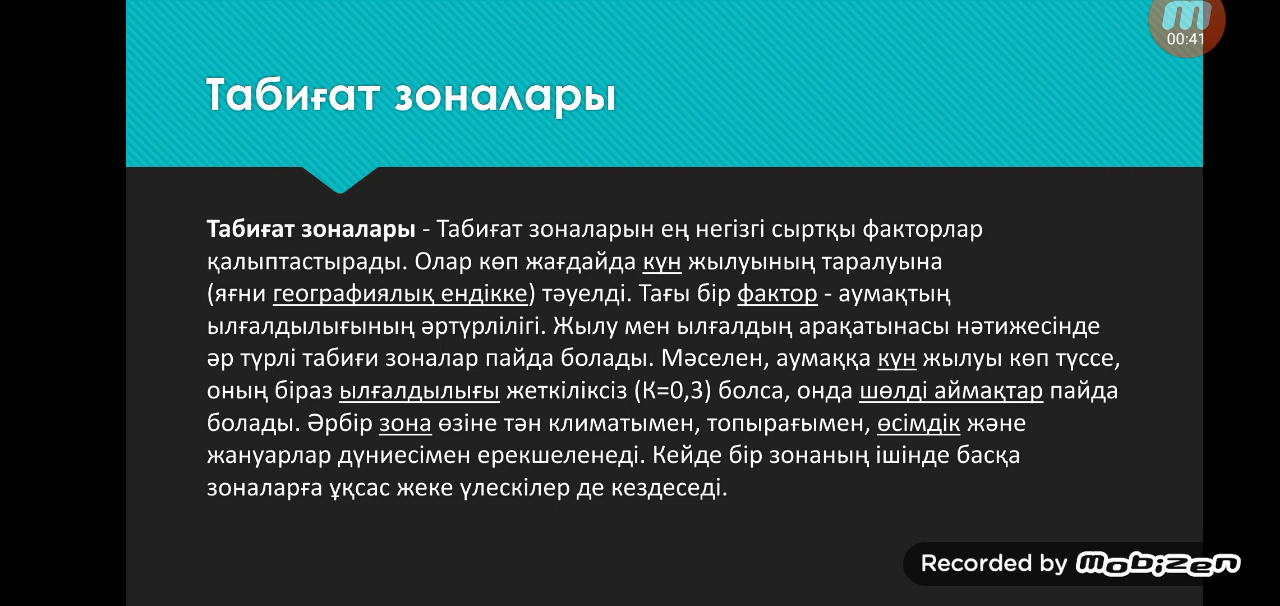 00:41
Табиғат зоналары
Табиғат зоналары - Табиғат зоналарын ең негізгі сыртқы факторлар
қалыптастырады. Олар көп жағдайда күн жылуының таралуына
(яғни географиялық ендікке) тәуелді. Тағы бір фактор - аумақтың
ылғалдылығының әртүрлілігі. Жылу мен ылғалдың арақатынасы нәтижесінде
әр түрлі табиғи зоналар пайда болады. Мәселен, аумаққа күн жылуы көп түссе,
оның біраз ылғалдылығы жеткіліксіз (К=0,3) болса, онда шөлді аймақтар пайда
болады. Әрбір зона өзіне тән климатымен, топырағымен, өсімдік және
жануарлар дүниесімен ерекшеленеді. Кейде бір зонаның ішінде басқа
зоналарға ұқсас жеке үлескілер де кездеседі.
Recorded by mobizen